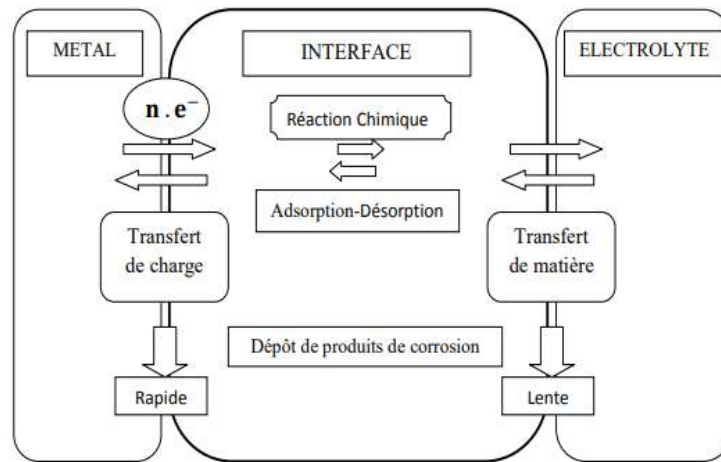 METAL
INTERFACE
ELECTROLYTE
n . e⁻
Réaction Chimique
Adsorption-Désorption
Transfert
de charge
Transfert
de matière
Dépôt de produits de corrosion
Rapide
Lente